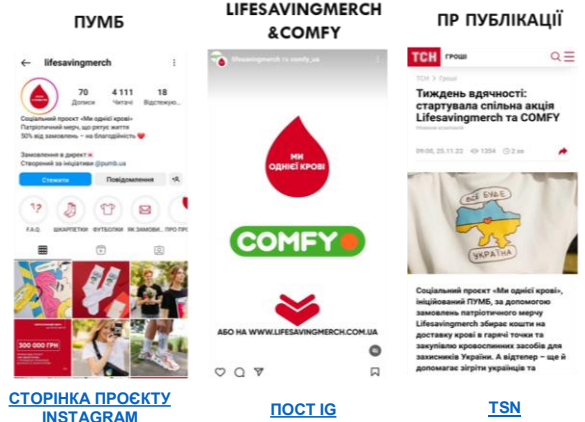 ПУМБ
lifesavingmerch
70
4 111
18
Дописи
Читачі
Відстежую...
Соціальний проєкт «Ми однієї крові»
Патріотичний мерч, що рятує життя
50% від замовлень – на благодійність
Замовлення в директ
Створений за ініціативи @pumb.ua
Стежити
Повідомлення
F.A.Q.
ШКАРПЕТКИ
ФУТБОЛКИ
ЯК ЗАМОВИ...
ПРО ПРО
300 000 ГРН
СТОРІНКА ПРОЄКТУ
INSTAGRAM
LIFESAVINGMERCH
&COMFY
lifesavingmerch та comfy_ua
МИ
ОДНІЄЇ КРОВІ
COMFY
АБО НА WWW.LIFESAVINGMERCH.COM.UA
ПОСТ IG
ПР ПУБЛІКАЦІЇ
ТСН
ГРОШІ
ТСН > Гроші
Тиждень вдячності:
стартувала спільна акція
Lifesavingmerch та COMFY
Новини компаній
09:00, 25.11.22
1354
2 хв
ВСЕ БУДЕ
УКРАЇНА
Соціальний проєкт «Ми однієї крові»,
ініційований ПУМБ, за допомогою
замовлень патріотичного мерчу
Lifesavingmerch збирає кошти на
доставку крові в гарячі точки та
закупівлю кровоспинних засобів для
захисників України. А відтепер – ще й
допомагає зігріти українців та
TSN